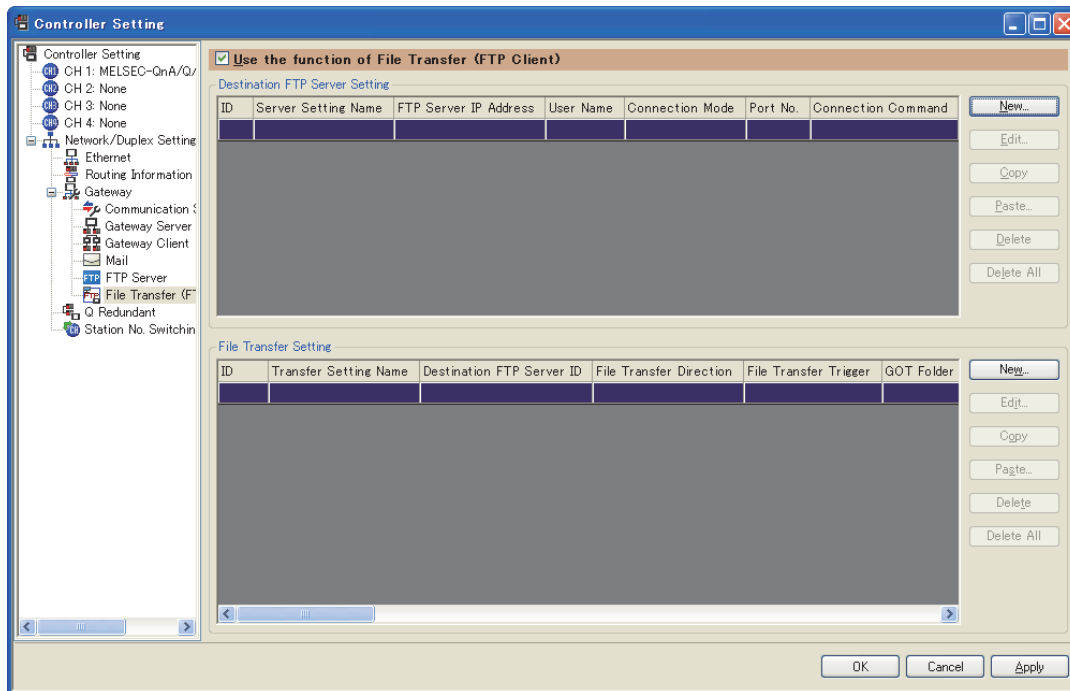 Controller Setting
Controller Setting
CH 1: MELSEC-QnA/Q/
CH 2: None
CH 3: None
CH 4: None
Network/Duplex Setting
Ethernet
Routing Information
Gateway
Communication S
Gateway Server
Gateway Client
Mail
FTP Server
File Transfer (F
Q Redundant
Station No. Switchin
Use the function of File Transfer (FTP Client)
Destination FTP Server Setting
ID Server Setting Name FTP Server IP Address User Name Connection Mode Port No. Connection Command
New...
Edit...
Copy
Paste...
Delete
Delete All
File Transfer Setting
ID Transfer Setting Name Destination FTP Server ID File Transfer Direction File Transfer Trigger GOT Folder
New...
Edit...
Copy
Paste...
Delete
Delete All
OK Cancel Apply